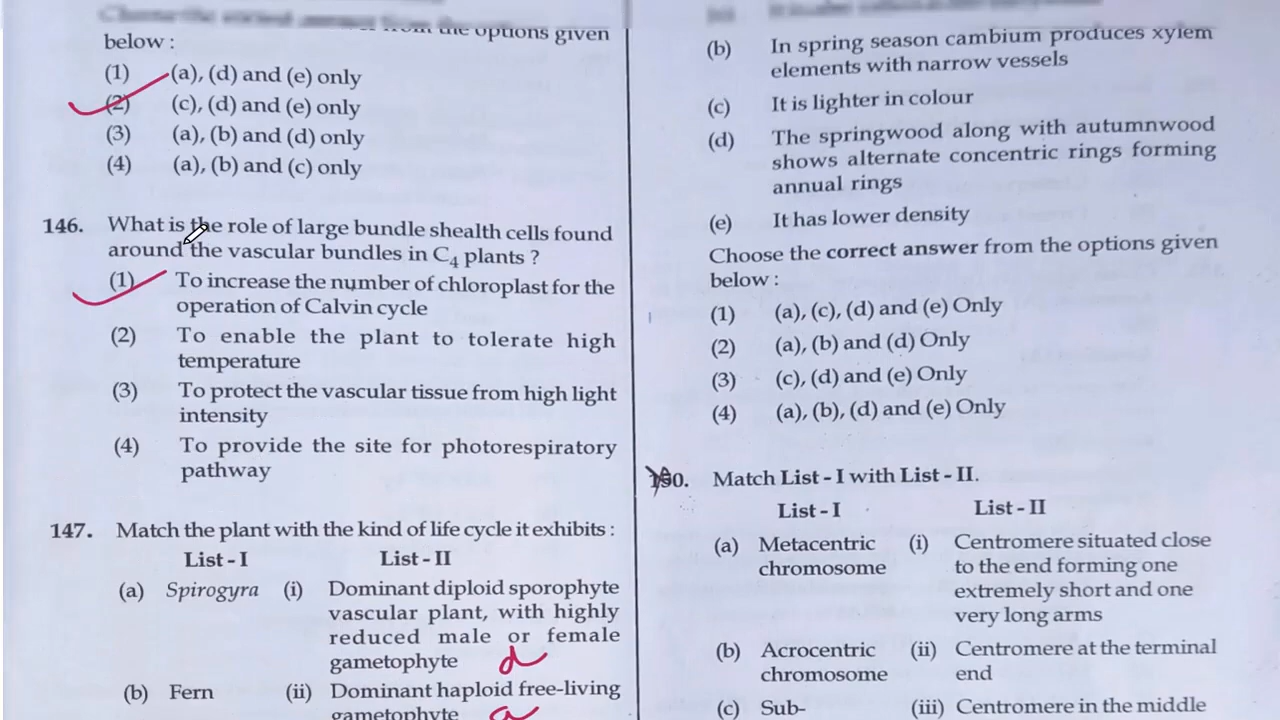 from the options given
below :
(1) (a), (d) and (e) only
(2) (c), (d) and (e) only
(3) (a), (b) and (d) only
(4) (a), (b) and (c) only
146. What is the role of large bundle shealth cells found
around the vascular bundles in C4 plants ?
(1) To increase the number of chloroplast for the
operation of Calvin cycle
(2) To enable the plant to tolerate high
temperature
(3) To protect the vascular tissue from high light
intensity
(4) To provide the site for photorespiratory
pathway
147. Match the plant with the kind of life cycle it exhibits :
List - I List - II
(a) Spirogyra (i) Dominant diploid sporophyte
vascular plant, with highly
reduced male or female
gametophyte d
(b) Fern (ii) Dominant haploid free-living
gametophyte a
(b) In spring season cambium produces xylem
elements with narrow vessels
(c) It is lighter in colour
(d) The springwood along with autumnwood
shows alternate concentric rings forming
annual rings
(e) It has lower density
Choose the correct answer from the options given
below :
(1) (a), (c), (d) and (e) Only
(2) (a), (b) and (d) Only
(3) (c), (d) and (e) Only
(4) (a), (b), (d) and (e) Only
150. Match List - I with List - II.
List - I List - II
(a) Metacentric (i) Centromere situated close
chromosome to the end forming one
extremely short and one
very long arms
(b) Acrocentric (ii) Centromere at the terminal
chromosome end
(c) Sub- (iii) Centromere in the middle